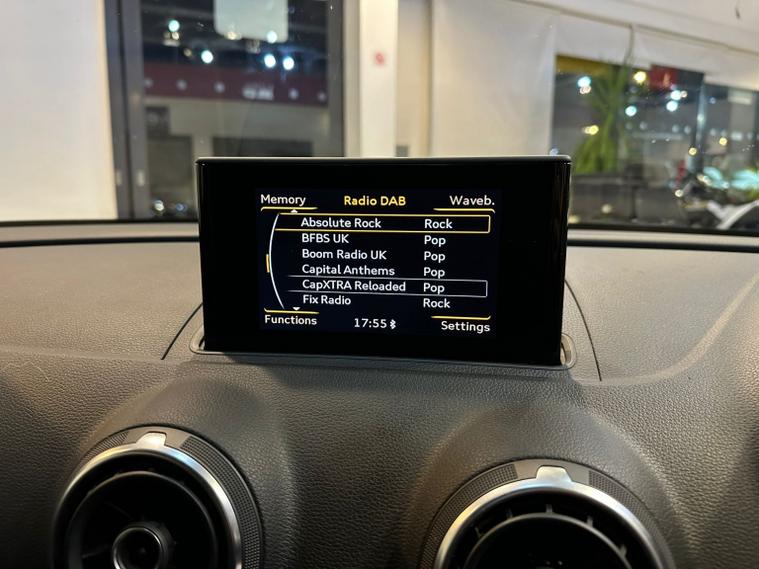 Memory Radio DAB Waveb.
Absolute Rock Rock
BFBS UK Pop
Boom Radio UK Pop
Capital Anthems Pop
CapXTRA Reloaded Pop
Fix Radio Rock
Functions 17:55 Settings